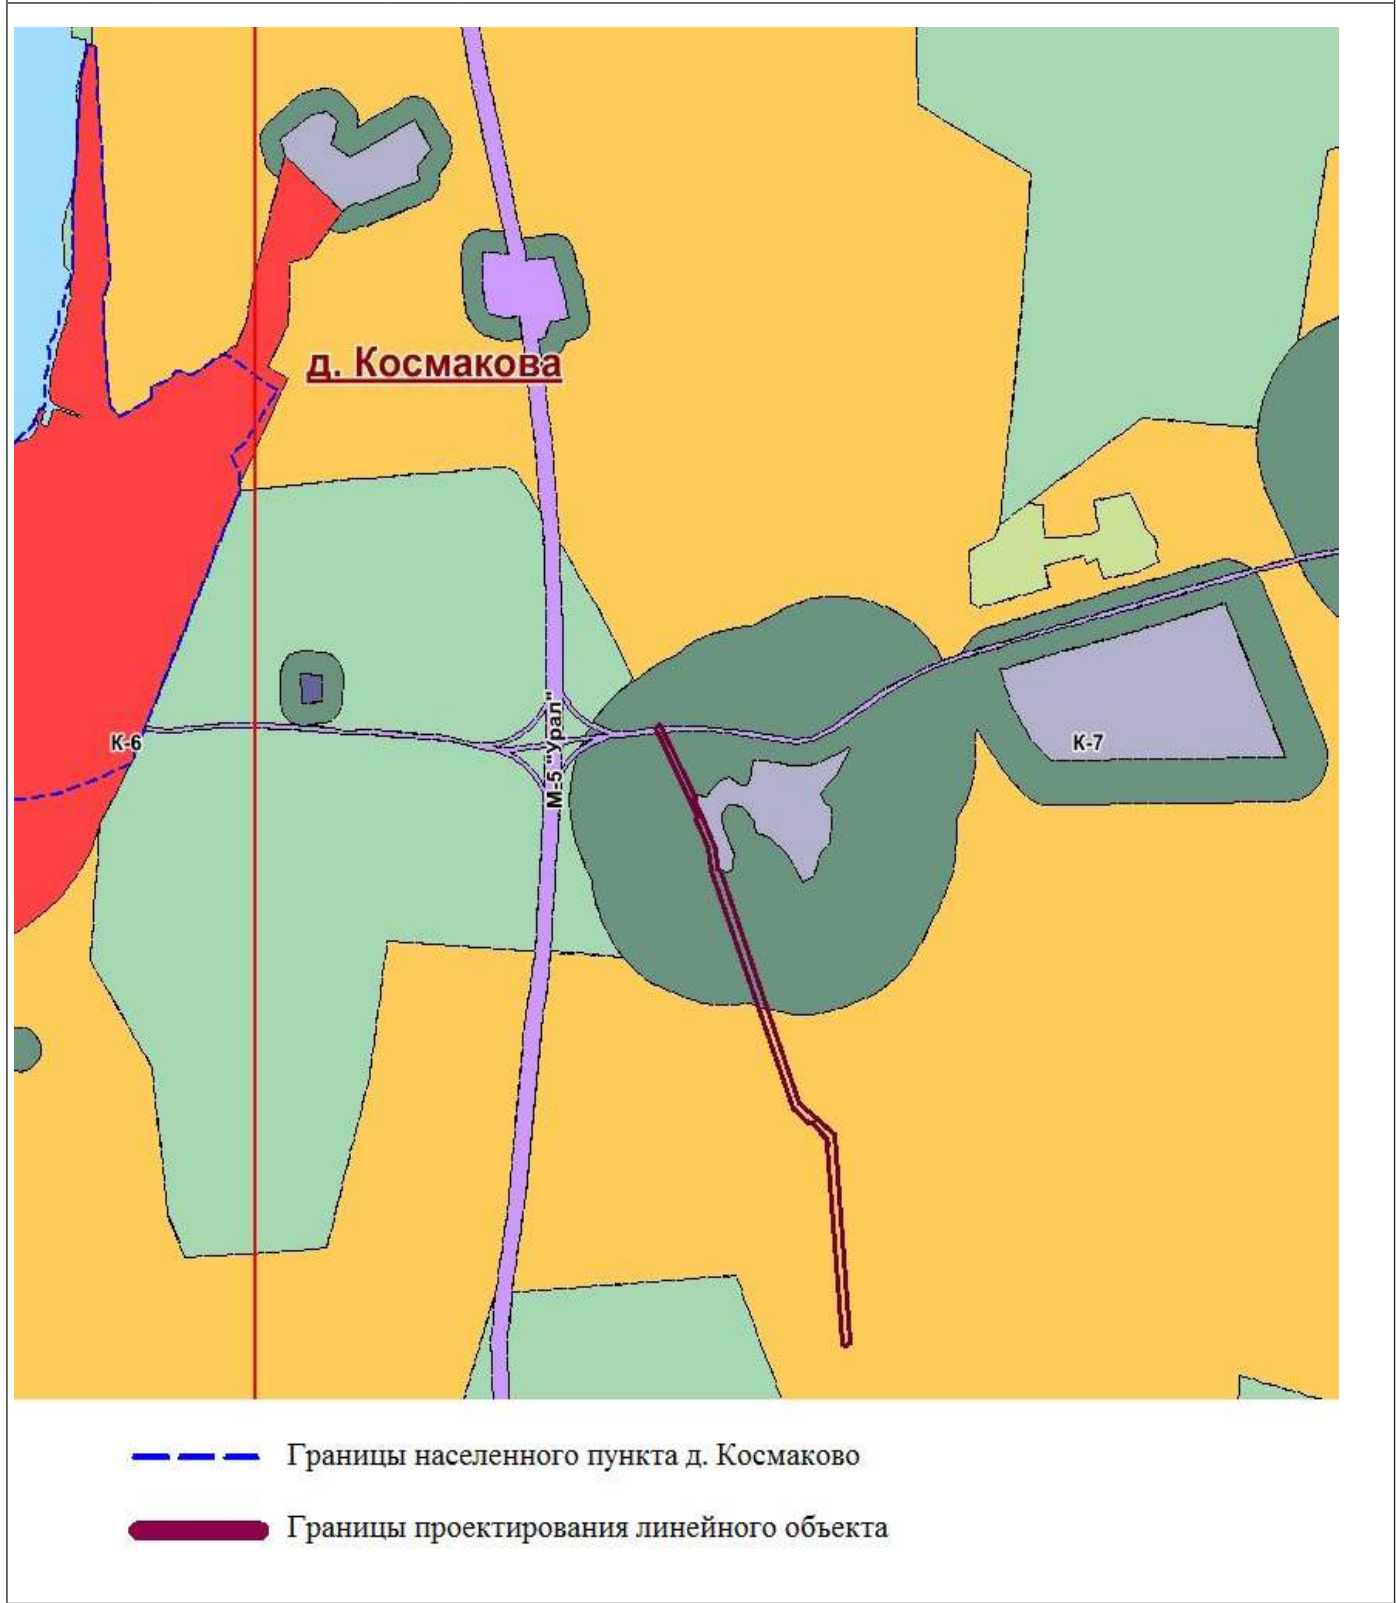 д. Космакова
К-6
М-5 "Урал"
К-7
Границы населенного пункта д. Космаково
Границы проектирования линейного объекта